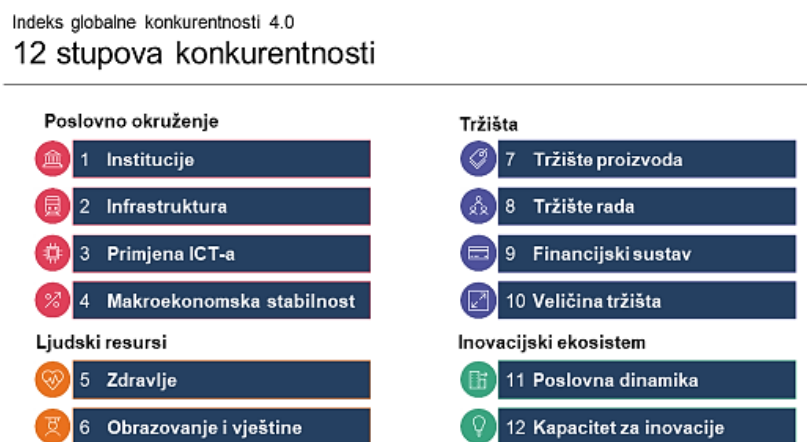 Indeks globalne konkurentnosti 4.0
12 stupova konkurentnosti
Poslovno okruženje
1 Institucije
2 Infrastruktura
3 Primjena ICT-a
4 Makroekonomska stabilnost
Ljudski resursi
5 Zdravlje
6 Obrazovanje i vještine
Tržišta
7 Tržište proizvoda
8 Tržište rada
9 Financijski sustav
10 Veličina tržišta
Inovacijski ekosistem
11 Poslovna dinamika
12 Kapacitet za inovacije